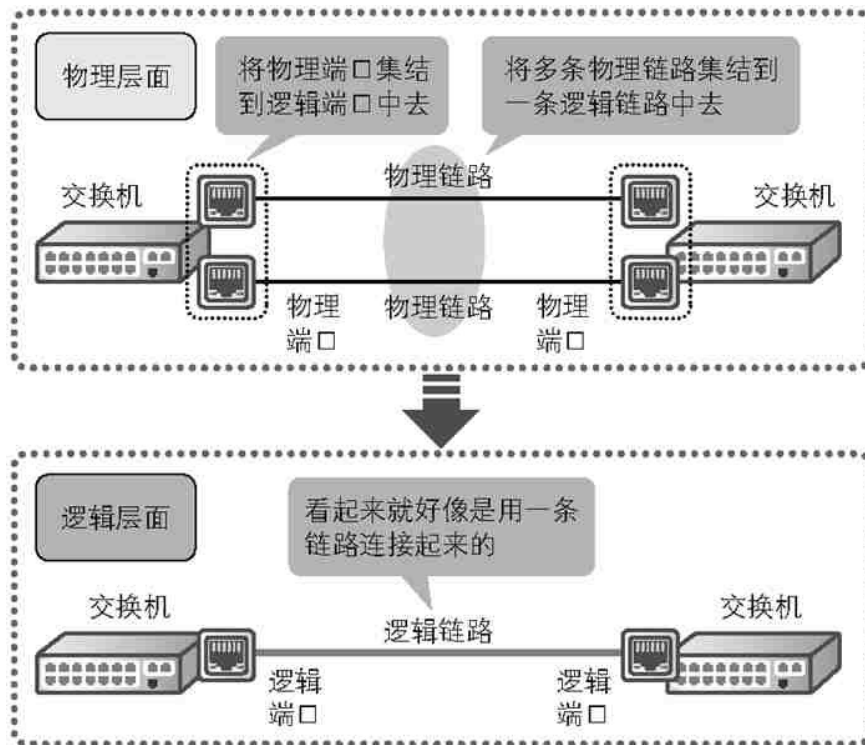 物理层面
将物理端口集结
到逻辑端口中去
将多条物理链路集结到
一条逻辑链路中去
交换机
物理链路
交换机
物理
端口
物理链路
物理
端口
逻辑层面
看起来就好像是用一条
链路连接起来的
交换机
逻辑链路
交换机
逻辑
端口
逻辑
端口